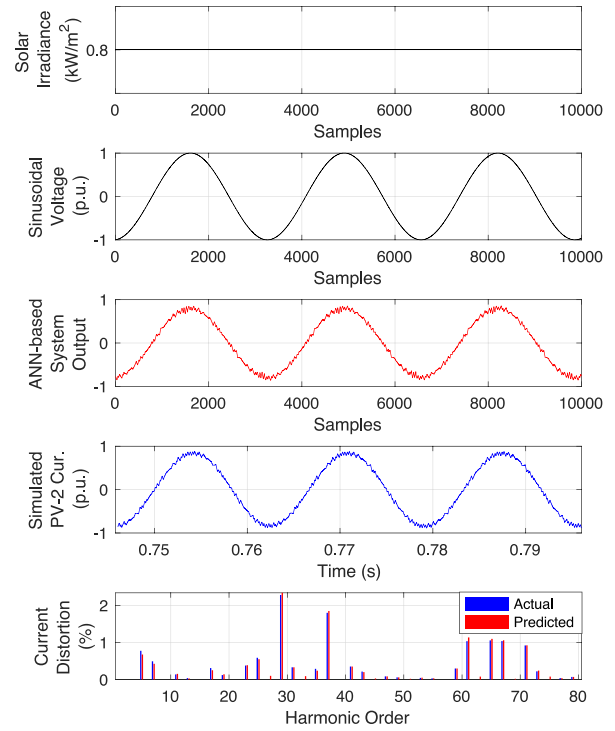 Solar
Irradiance
(kW/m²)
0.8
0 2000 4000 6000 8000 10000
Samples
Sinusoidal
Voltage
(p.u.)
1
0
-1
0 2000 4000 6000 8000 10000
Samples
ANN-based
System
Output
1
0
-1
0 2000 4000 6000 8000 10000
Samples
Simulated
PV-2 Cur.
(p.u.)
1
0
-1
0.75 0.76 0.77 0.78 0.79
Time (s)
Current
Distortion
(%)
2
1
0
Actual
Predicted
10 20 30 40 50 60 70 80
Harmonic Order